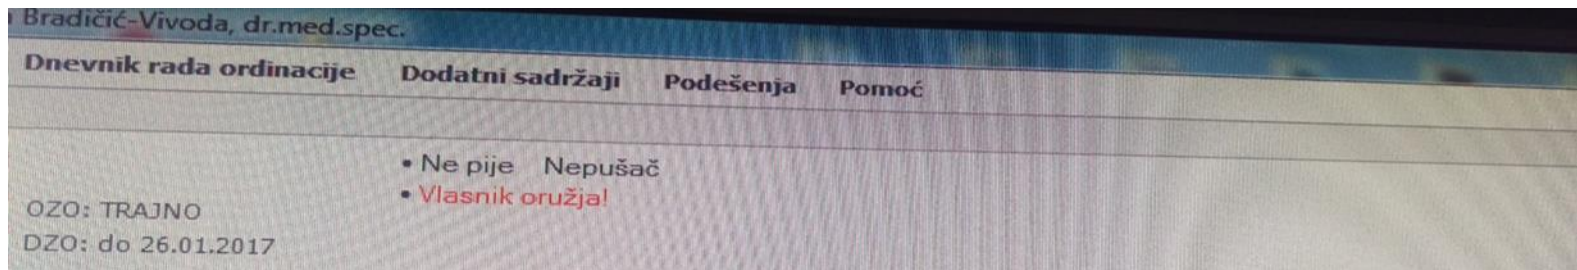 Bradičić-Vivoda, dr.med.spec.
Dnevnik rada ordinacije Dodatni sadržaji Podešenja Pomoć
• Ne pije Nepušač
• Vlasnik oružja!
OZO: TRAJNO
DZO: do 26.01.2017